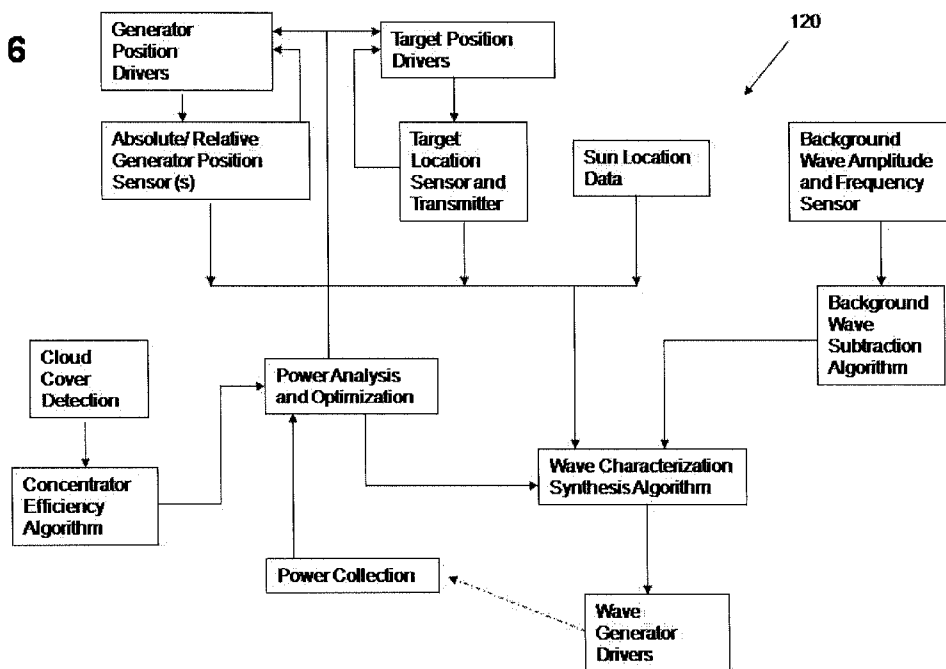 6
120
Generator
Position
Drivers
Target Position
Drivers
Absolute/ Relative
Generator Position
Sensor (s)
Target
Location
Sensor and
Transmitter
Sun Location
Data
Background
Wave Amplitude
and Frequency
Sensor
Background
Wave
Subtraction
Algorithm
Cloud
Cover
Detection
Power Analysis
and Optimization
Concentrator
Efficiency
Algorithm
Wave Characterization
Synthesis Algorithm
Power Collection
Wave
Generator
Drivers